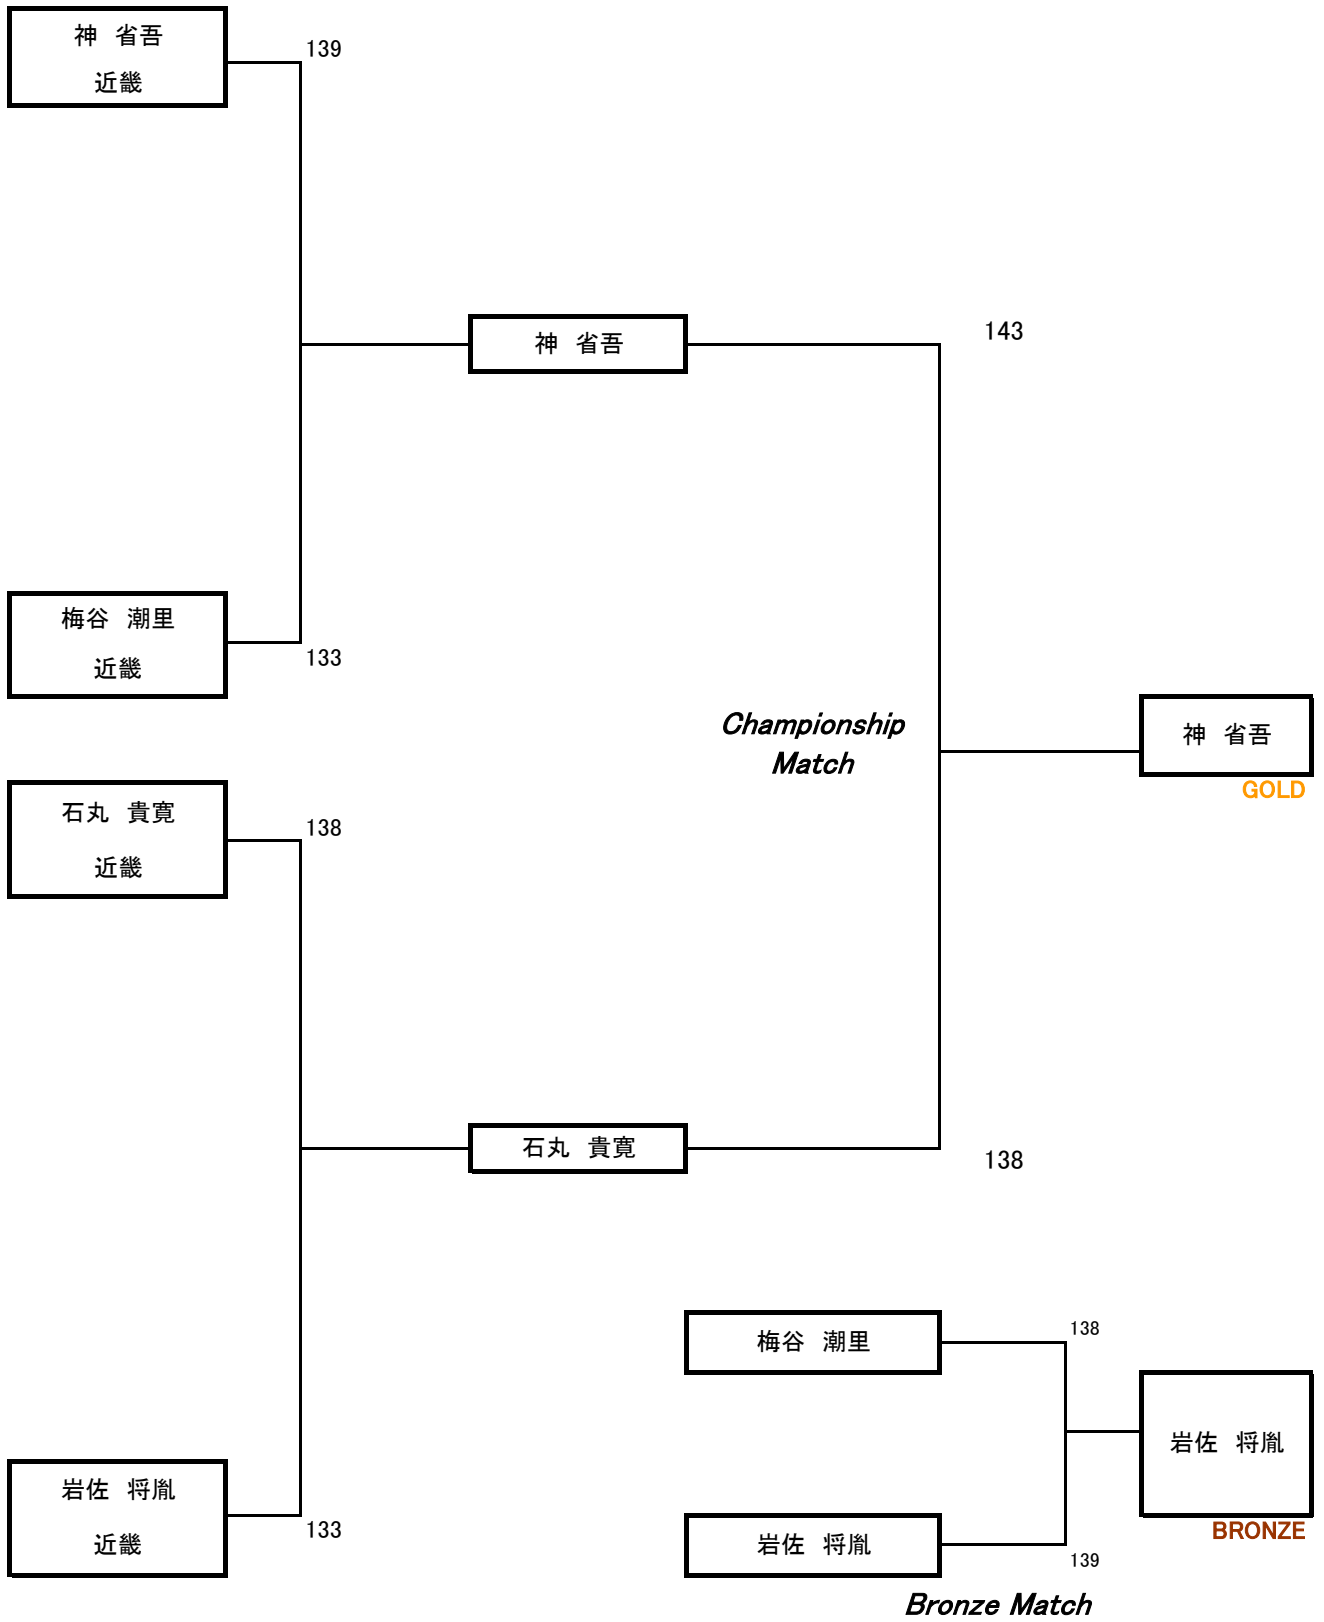 神　省吾
近畿
139
梅谷　潮里
近畿
133
神　省吾
143
石丸　貴寛
近畿
138
岩佐　将胤
近畿
133
石丸　貴寛
138
Championship
Match
神　省吾
GOLD
梅谷　潮里
138
岩佐　将胤
139
岩佐　将胤
BRONZE
Bronze Match